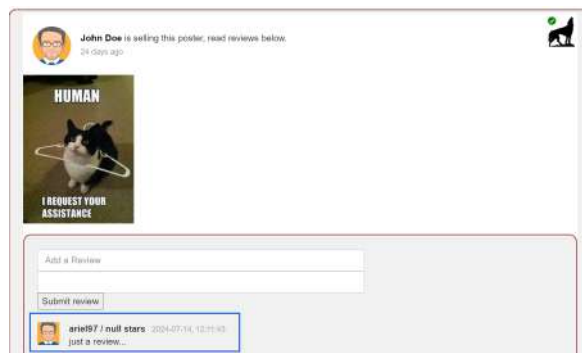 John Doe is selling this poster, read reviews below.
24 days ago
HUMAN
I REQUEST YOUR
ASSISTANCE
Add a Review
Submit review
ariel97 / null stars 2024-07-14, 12:11:43
just a review...